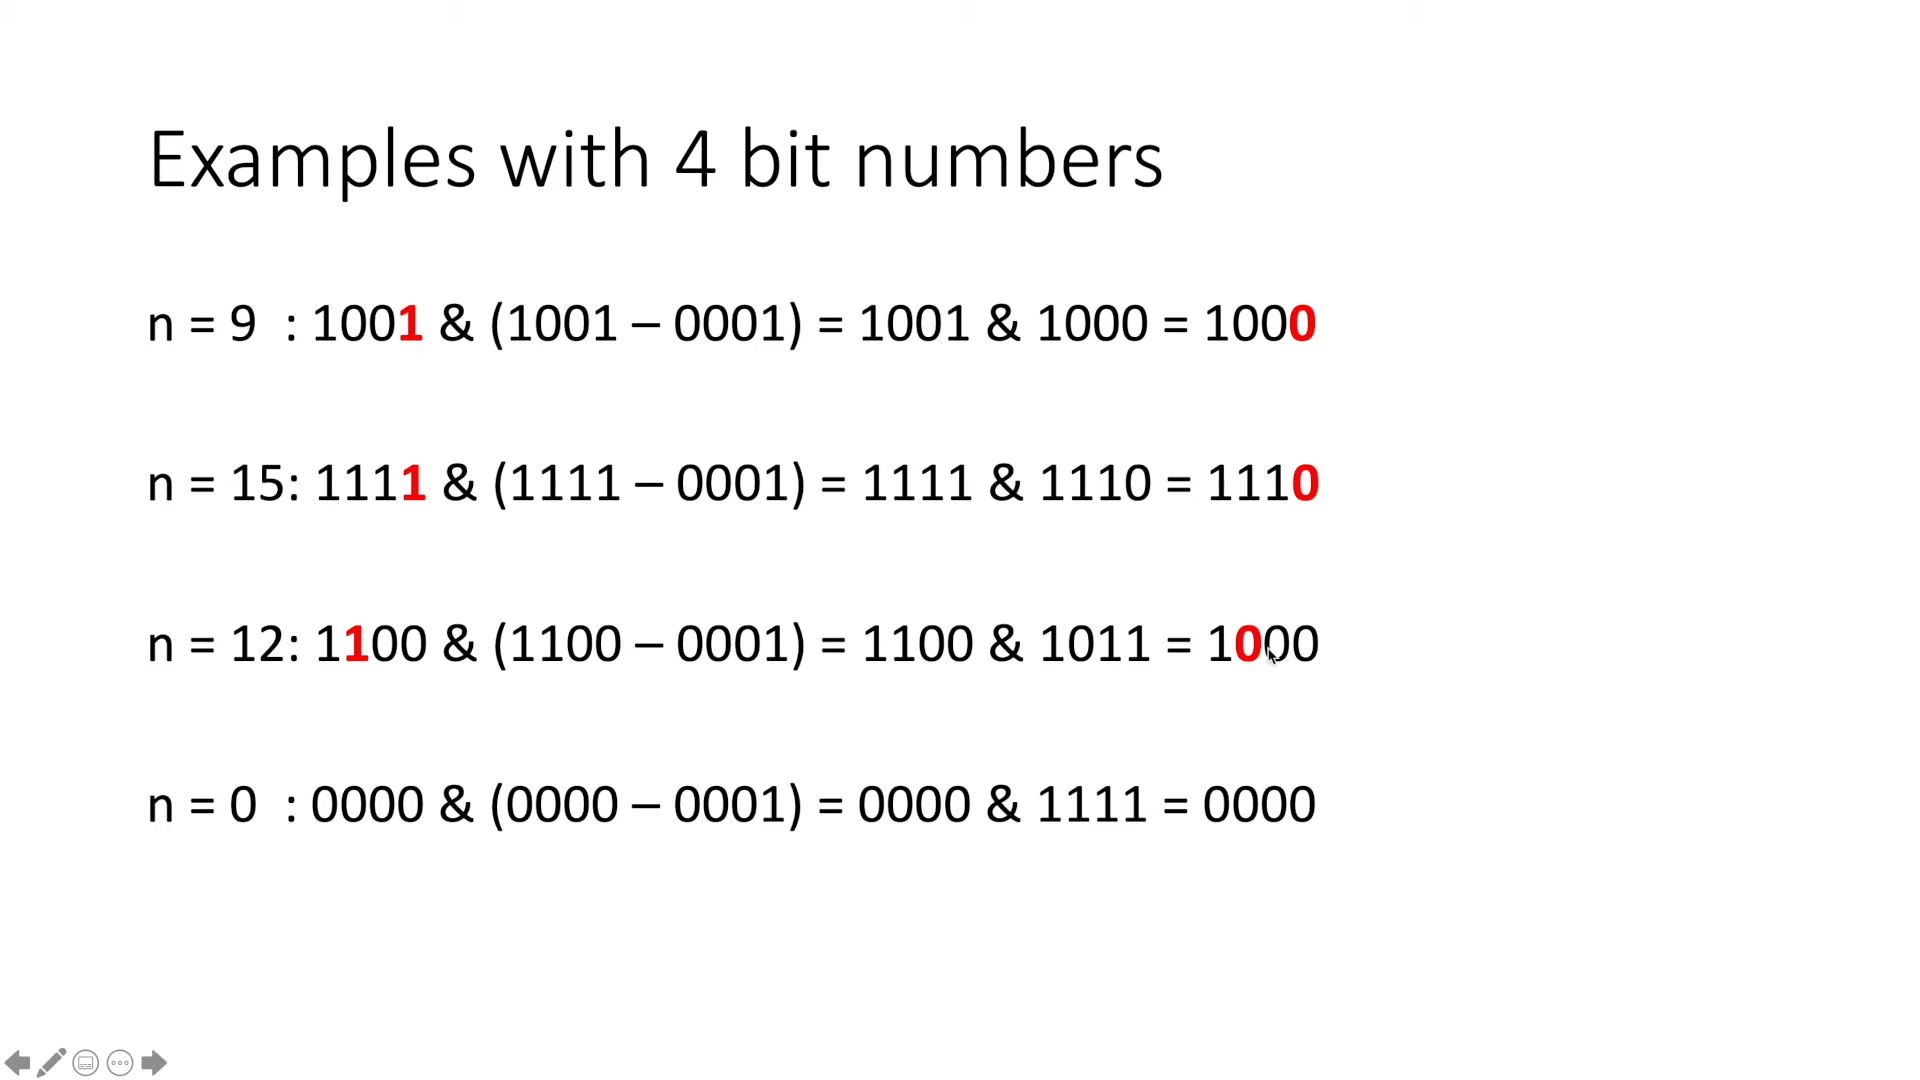 Examples with 4 bit numbers
n = 9 : 1001 & (1001 – 0001) = 1001 & 1000 = 1000
n = 15: 1111 & (1111 – 0001) = 1111 & 1110 = 1110
n = 12: 1100 & (1100 – 0001) = 1100 & 1011 = 1000
n = 0 : 0000 & (0000 – 0001) = 0000 & 1111 = 0000